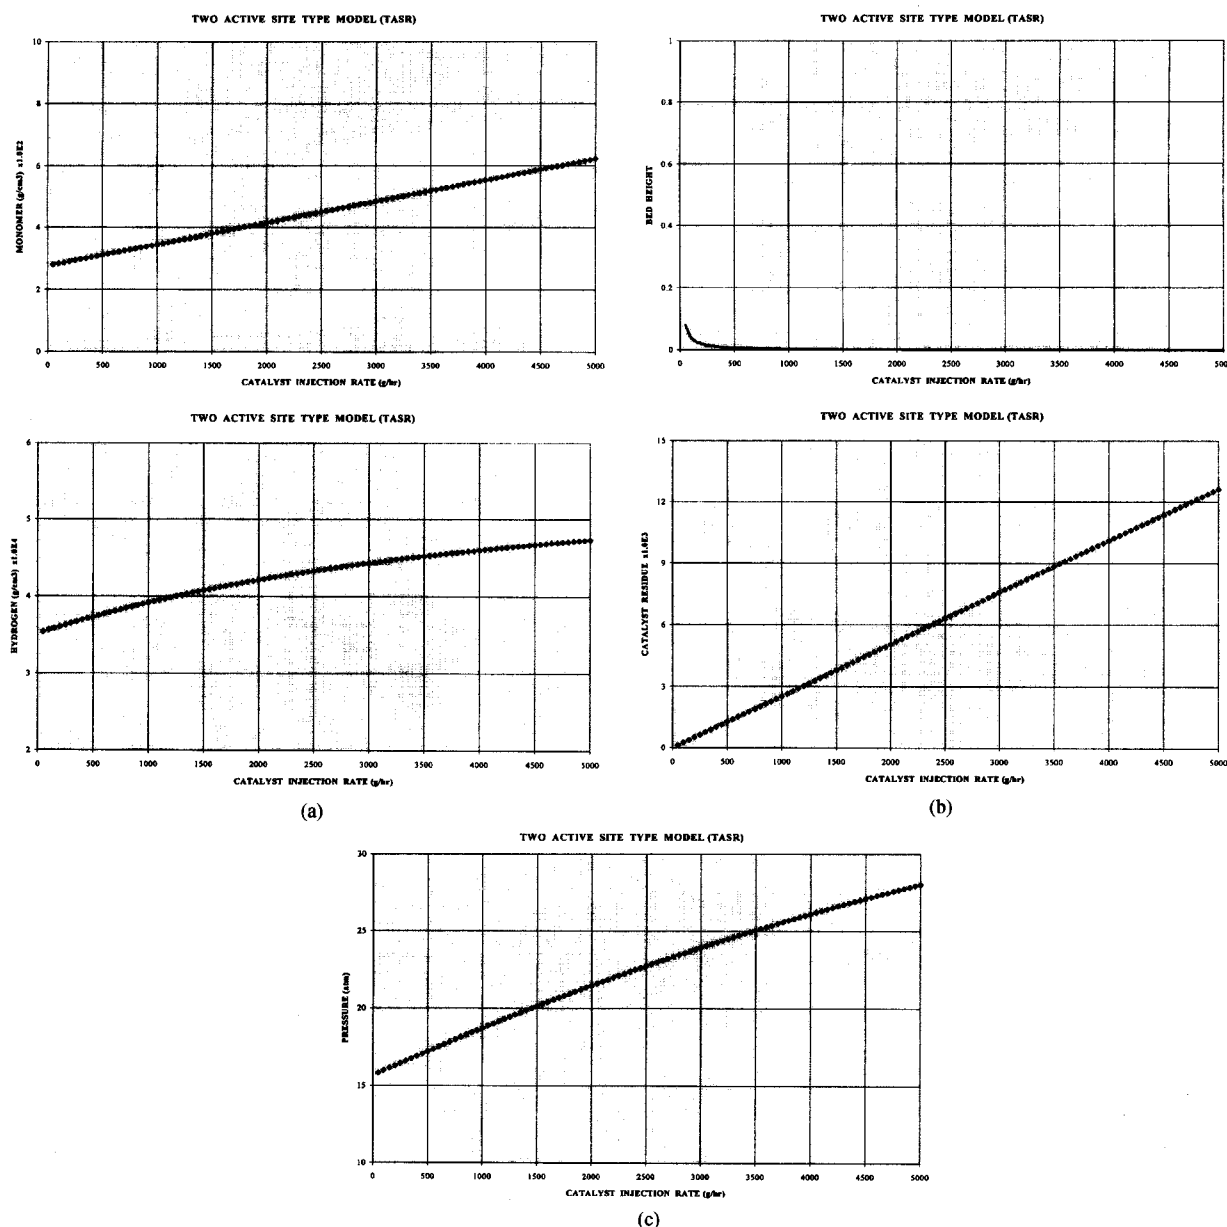 TWO ACTIVE SITE TYPE MODEL (TASR)
10
8
6
4
2
0
MONOMER (g/cm3) x1.0E2
0 500 1000 1500 2000 2500 3000 3500 4000 4500 5000
CATALYST INJECTION RATE (g/hr)
TWO ACTIVE SITE TYPE MODEL (TASR)
1
0.8
0.6
0.4
0.2
0
BED HEIGHT
0 500 1000 1500 2000 2500 3000 3500 4000 4500 500
CATALYST INJECTION RATE (g/hr)
TWO ACTIVE SITE TYPE MODEL (TASR)
6
5
4
3
2
HYDROGEN (g/cm3) x1.0E4
0 500 1000 1500 2000 2500 3000 3500 4000 4500 5000
CATALYST INJECTION RATE (g/hr)
(a)
TWO ACTIVE SITE TYPE MODEL (TASR)
15
12
9
6
3
0
CATALYST RESIDUE x1.0E3
0 500 1000 1500 2000 2500 3000 3500 4000 4500 5000
CATALYST INJECTION RATE (g/hr)
(b)
TWO ACTIVE SITE TYPE MODEL (TASR)
30
25
20
15
10
PRESSURE (atm)
0 500 1000 1500 2000 2500 3000 3500 4000 4500 5000
CATALYST INJECTION RATE (g/hr)
(c)